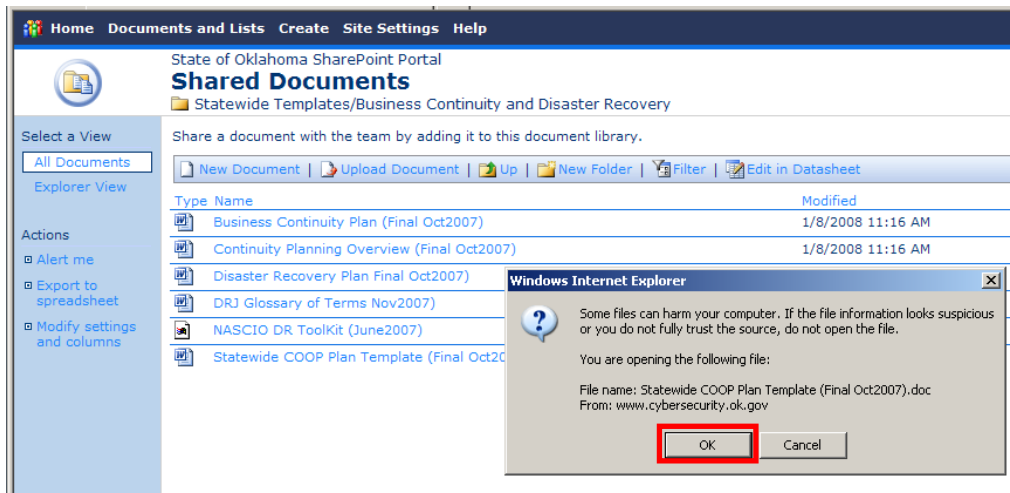 Home Documents and Lists Create Site Settings Help
State of Oklahoma SharePoint Portal
Shared Documents
Statewide Templates/Business Continuity and Disaster Recovery
Select a View
All Documents
Explorer View
Actions
Alert me
Export to
spreadsheet
Modify settings
and columns
Share a document with the team by adding it to this document library.
New Document | Upload Document | Up | New Folder | Filter | Edit in Datasheet
Type Name Modified
Business Continuity Plan (Final Oct2007) 1/8/2008 11:16 AM
Continuity Planning Overview (Final Oct2007) 1/8/2008 11:16 AM
Disaster Recovery Plan Final Oct2007)
DRJ Glossary of Terms Nov2007)
NASCIO DR ToolKit (June2007)
Statewide COOP Plan Template (Final Oct20
Windows Internet Explorer
Some files can harm your computer. If the file information looks suspicious
or you do not fully trust the source, do not open the file.
You are opening the following file:
File name: Statewide COOP Plan Template (Final Oct2007).doc
From: www.cybersecurity.ok.gov
OK Cancel